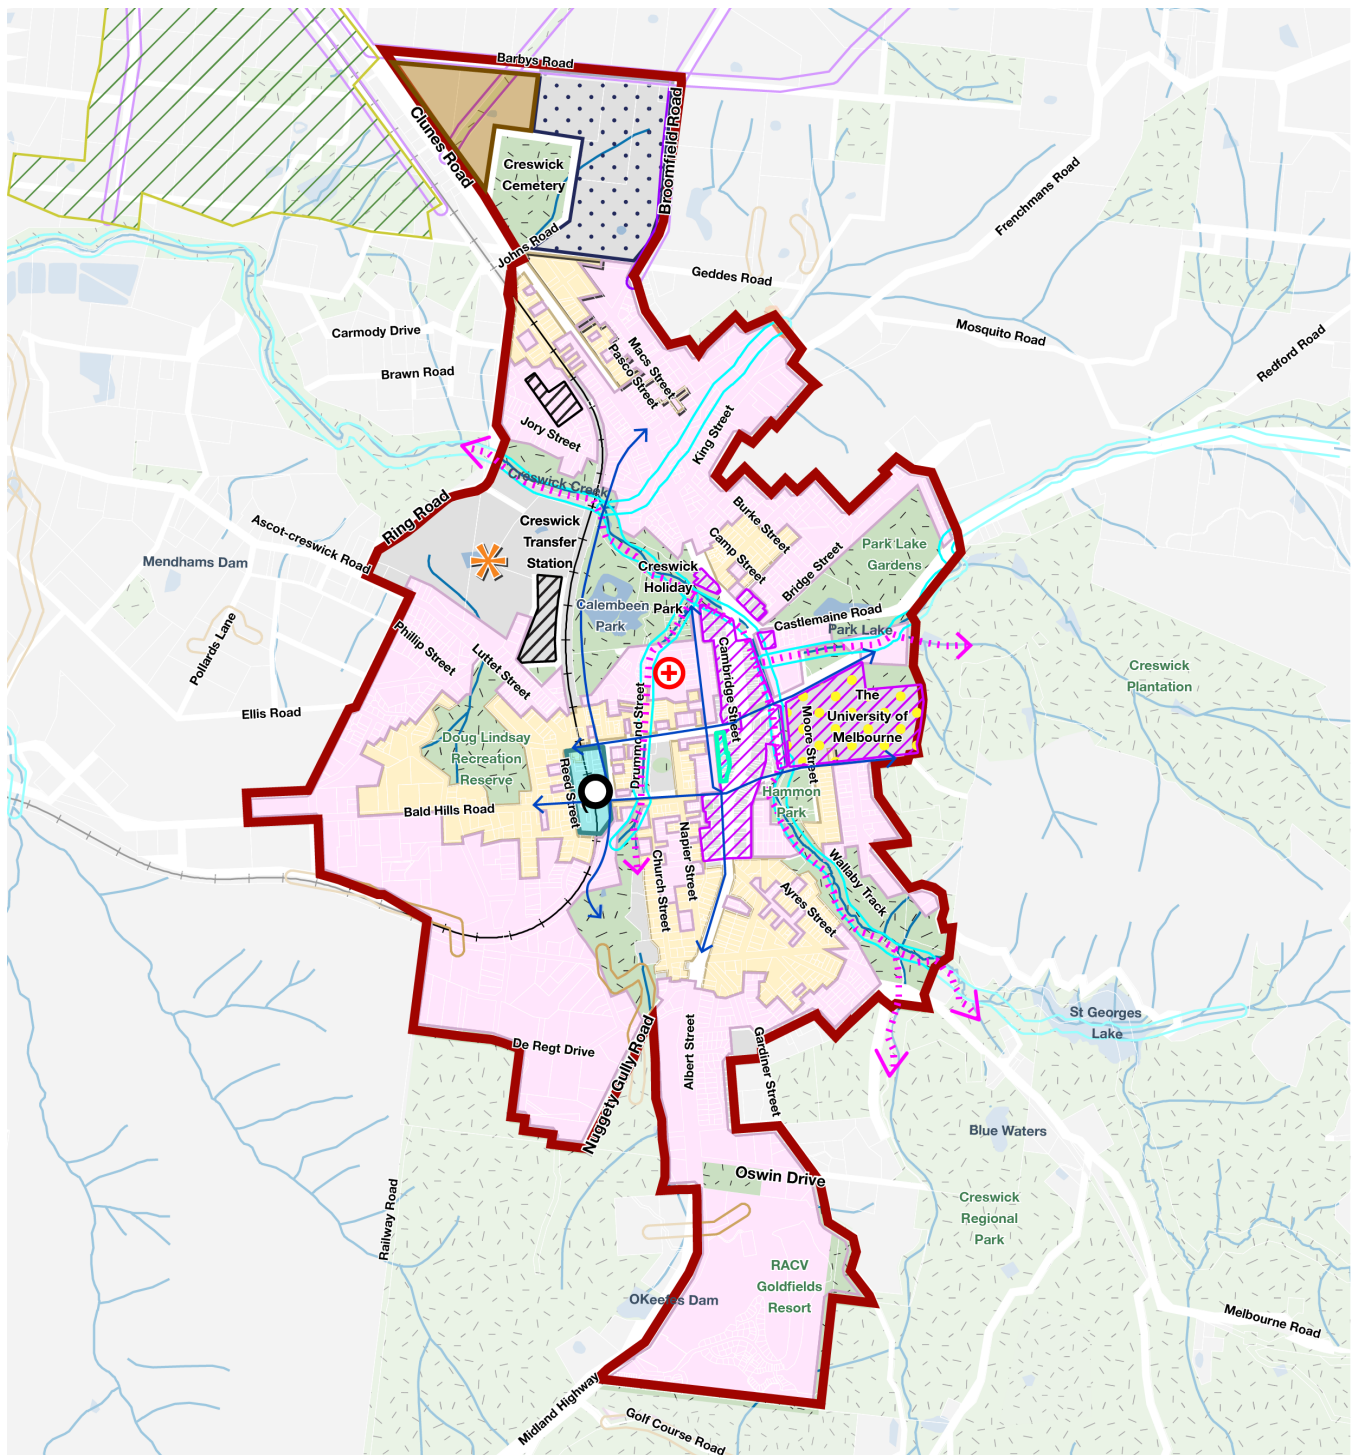 Barbys Road
Clunes Road
Broomfield Road
Creswick
Cemetery
Johns Road
Frenchmans Road
Geddes Road
Mosquito Road
Redford Road
Carmody Drive
Brawn Road
Macs Street
Pasco Street
Jory Street
King Street
Creswick Creek
Ring Road
Ascot-creswick Road
Mendhams Dam
Creswick
Transfer
Station
Burke Street
Camp Street
Bridge Street
Park Lake
Gardens
Creswick
Holiday
Park
Calembeen
Park
Castlemaine Road
Park Lake
Pollards Lane
Phillip Street
Luttet Street
Cambridge Street
Creswick
Plantation
Ellis Road
Drummond Street
Moore Street
The
University of
Melbourne
Doug Lindsay
Recreation
Reserve
Reed Street
Bald Hills Road
Hammon
Park
Napier Street
Church Street
Wallaby Track
Ayres Street
St Georges
Lake
De Regt Drive
Nuggety Gully Road
Albert Street
Gardiner Street
Blue Waters
Oswin Drive
Railway Road
Creswick
Regional
Park
RACV
Goldfields
Resort
OKeefes Dam
Melbourne Road
Midland Highway
Golf Course Road